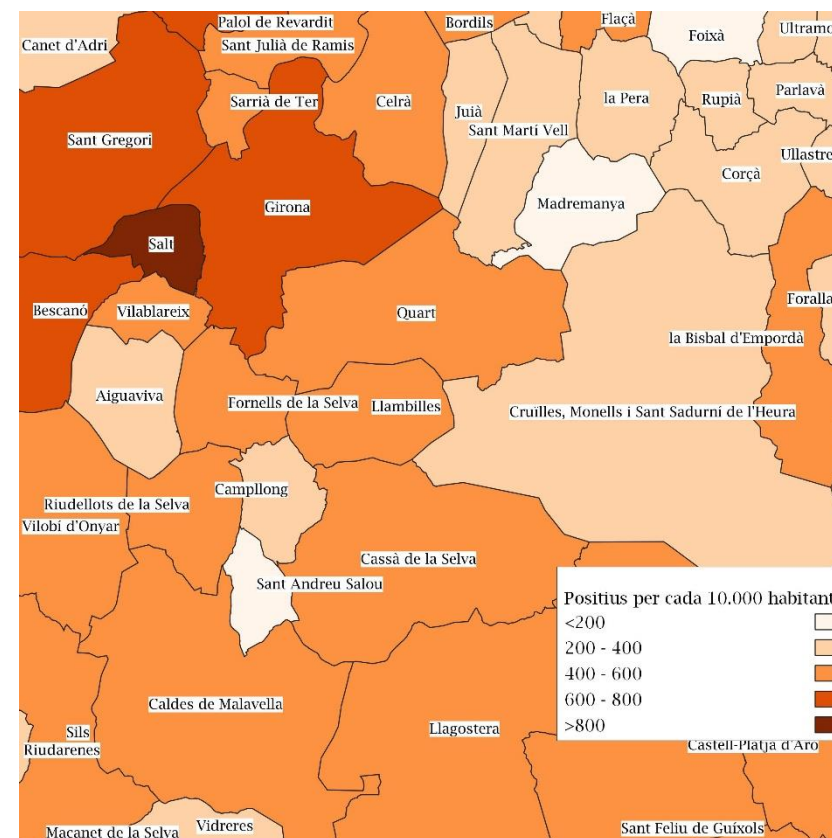 Palol de Revardit
Bordils
Flaçà
Foixà
Ultramo
Canet d'Adri
Sant Julià de Ramis
Sarrià de Ter
Celrà
Juià
la Pera
Rupià
Parlavà
Sant Martí Vell
Sant Gregori
Ullastre
Corçà
Girona
Madremanya
Salt
Bescanó
Vilablareix
Quart
Foralla
la Bisbal d'Empordà
Aiguaviva
Fornells de la Selva
Llambilles
Cruïlles, Monells i Sant Sadurní de l'Heura
Campllong
Riudellots de la Selva
Vilobí d'Onyar
Cassà de la Selva
Sant Andreu Salou
Positius per cada 10.000 habitant
<200
200 - 400
400 - 600
600 - 800
>800
Caldes de Malavella
Llagostera
Sils
Riudarenes
Castell-Platja d'Aro
Maçanet de la Selva
Vidreres
Sant Feliu de Guíxols